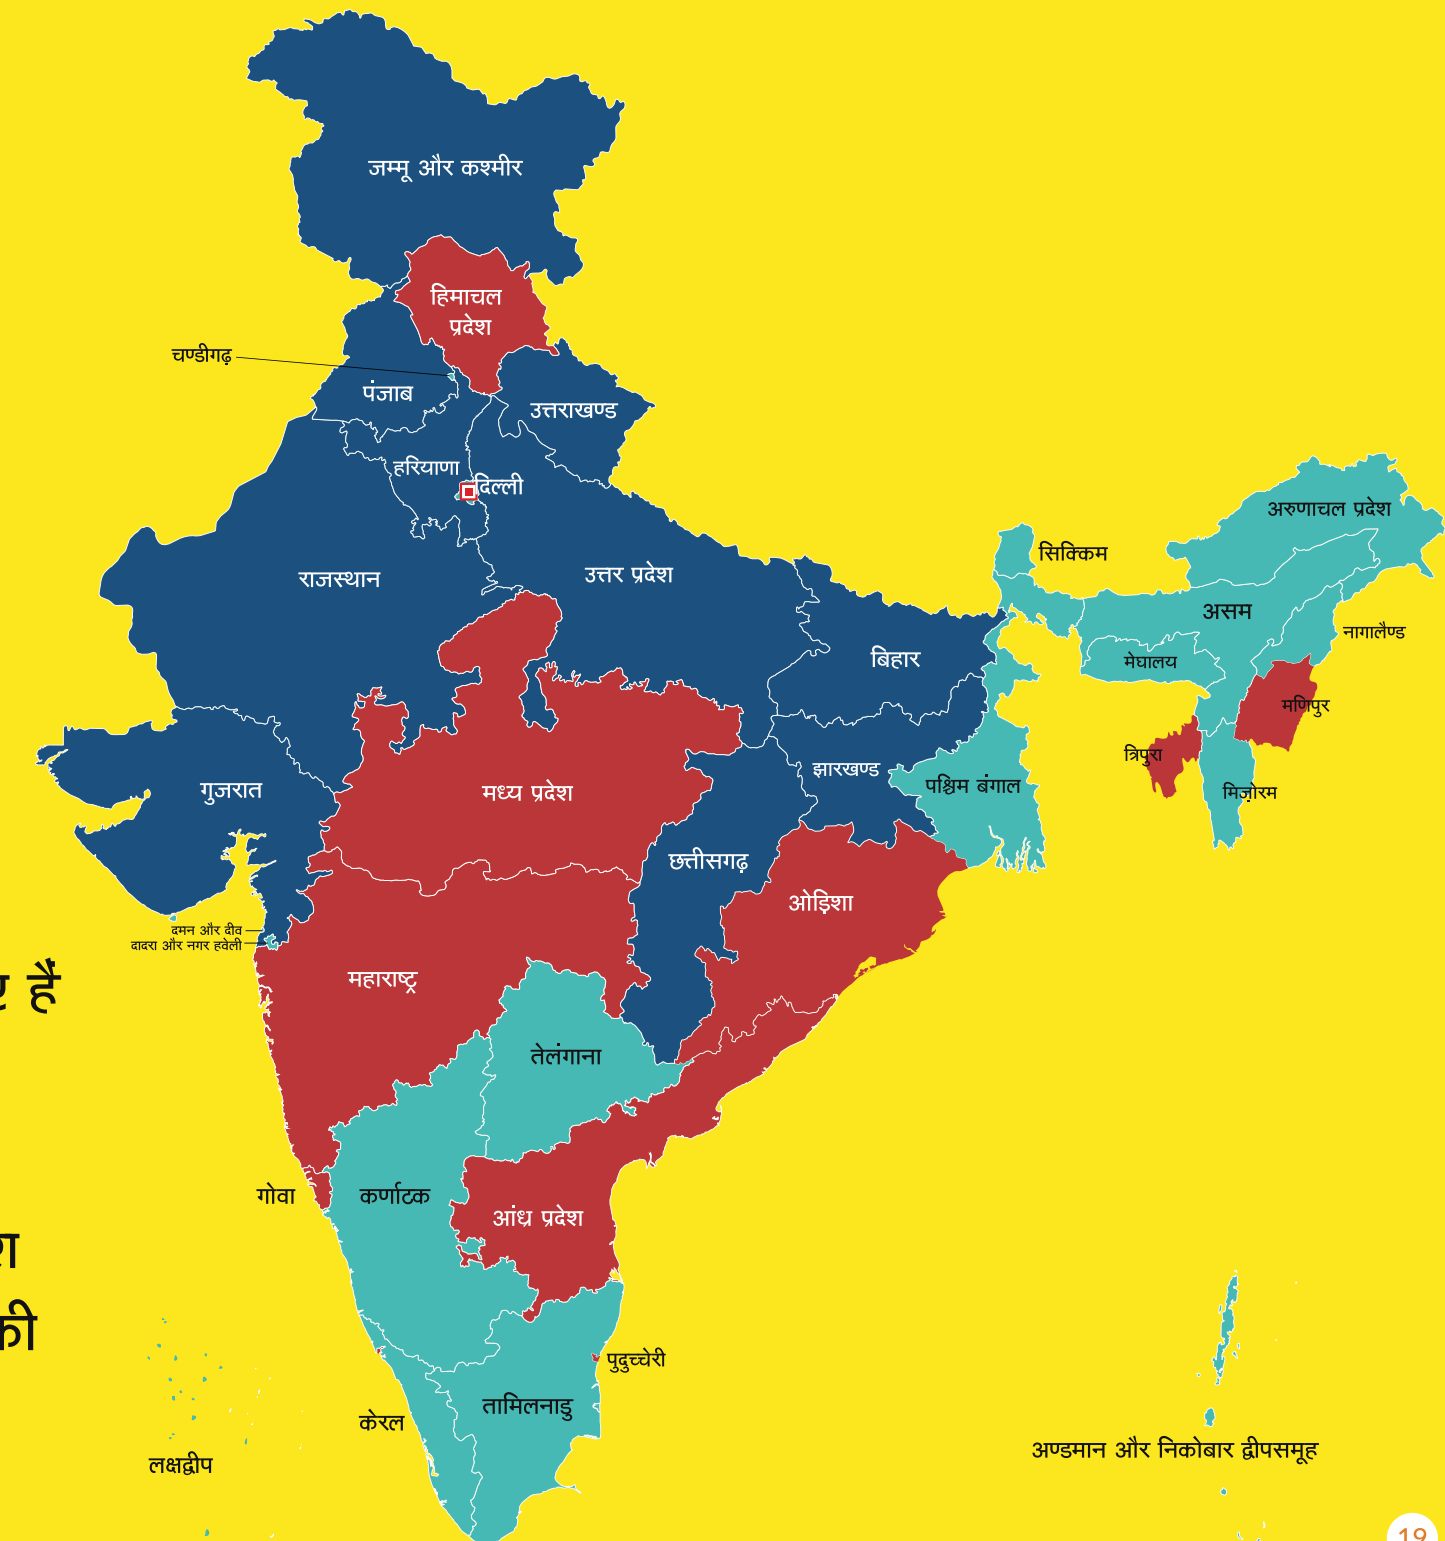 जम्मू और कश्मीर
हिमाचल
प्रदेश
चण्डीगढ़
पंजाब
उत्तराखण्ड
हरियाणा
दिल्ली
अरुणाचल प्रदेश
सिक्किम
राजस्थान
उत्तर प्रदेश
असम
नागालैण्ड
बिहार
मेघालय
मणिपुर
त्रिपुरा
झारखण्ड
पश्चिम बंगाल
मिज़ोरम
गुजरात
मध्य प्रदेश
छत्तीसगढ़
ओड़िशा
दमन और दीव
दादरा और नगर हवेली
महाराष्ट्र
हैं
तेलंगाना
गोवा
कर्णाटक
आंध्र प्रदेश
की
पुदुच्चेरी
तामिलनाडु
केरल
अण्डमान और निकोबार द्वीपसमूह
लक्षद्वीप
19